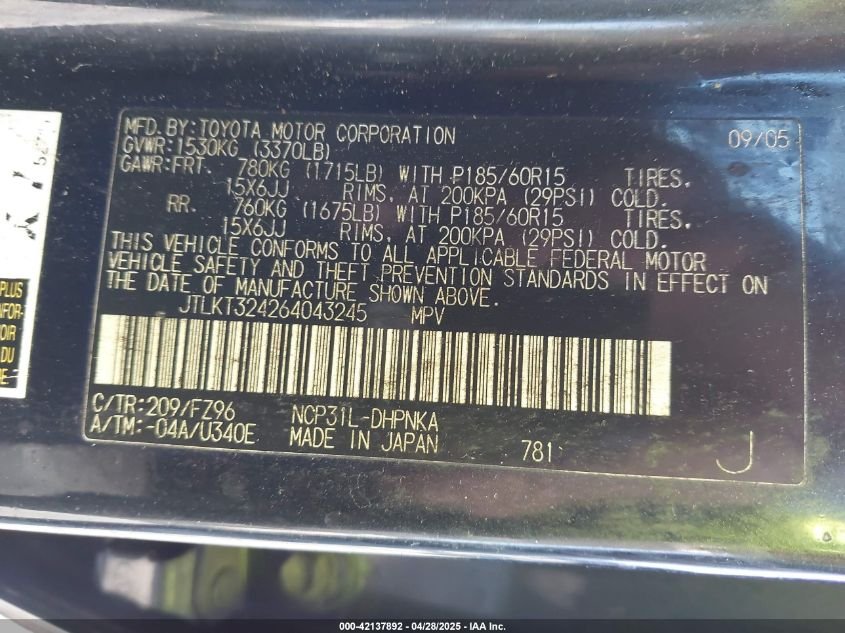 MFD. BY: TOYOTA MOTOR CORPORATION 09/05
GVWR: 1530KG (3370LB)
GAWR: FRT. 780KG (1715LB) WITH P185/60R15 TIRES.
15X6JJ RIMS, AT 200KPA (29PSI) COLD.
RR. 760KG (1675LB) WITH P185/60R15 TIRES.
15X6JJ RIMS, AT 200KPA (29PSI) COLD.
THIS VEHICLE CONFORMS TO ALL APPLICABLE FEDERAL MOTOR
VEHICLE SAFETY AND THEFT PREVENTION STANDARDS IN EFFECT ON
THE DATE OF MANUFACTURE SHOWN ABOVE.
JTLKT324264043245 MPV
C/TR: 209/FZ96 NCP31L-DHPNKA
A/TM: -04A/U340E MADE IN JAPAN 781 J
PLUS
NFOR-
OIR
DU
E-
000-42137892 | 04/28/2025 | IAA Inc.